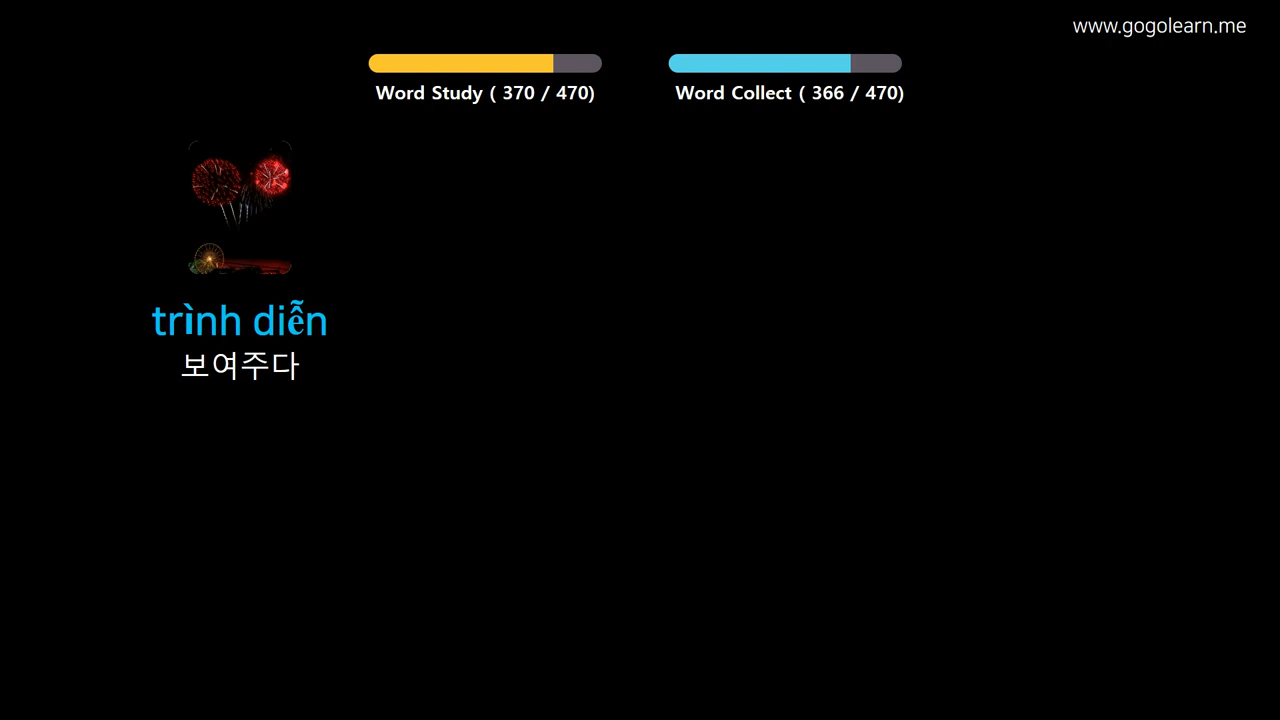 www.gogolearn.me
Word Study ( 370 / 470)
Word Collect ( 366 / 470)
trình diễn
보여주다